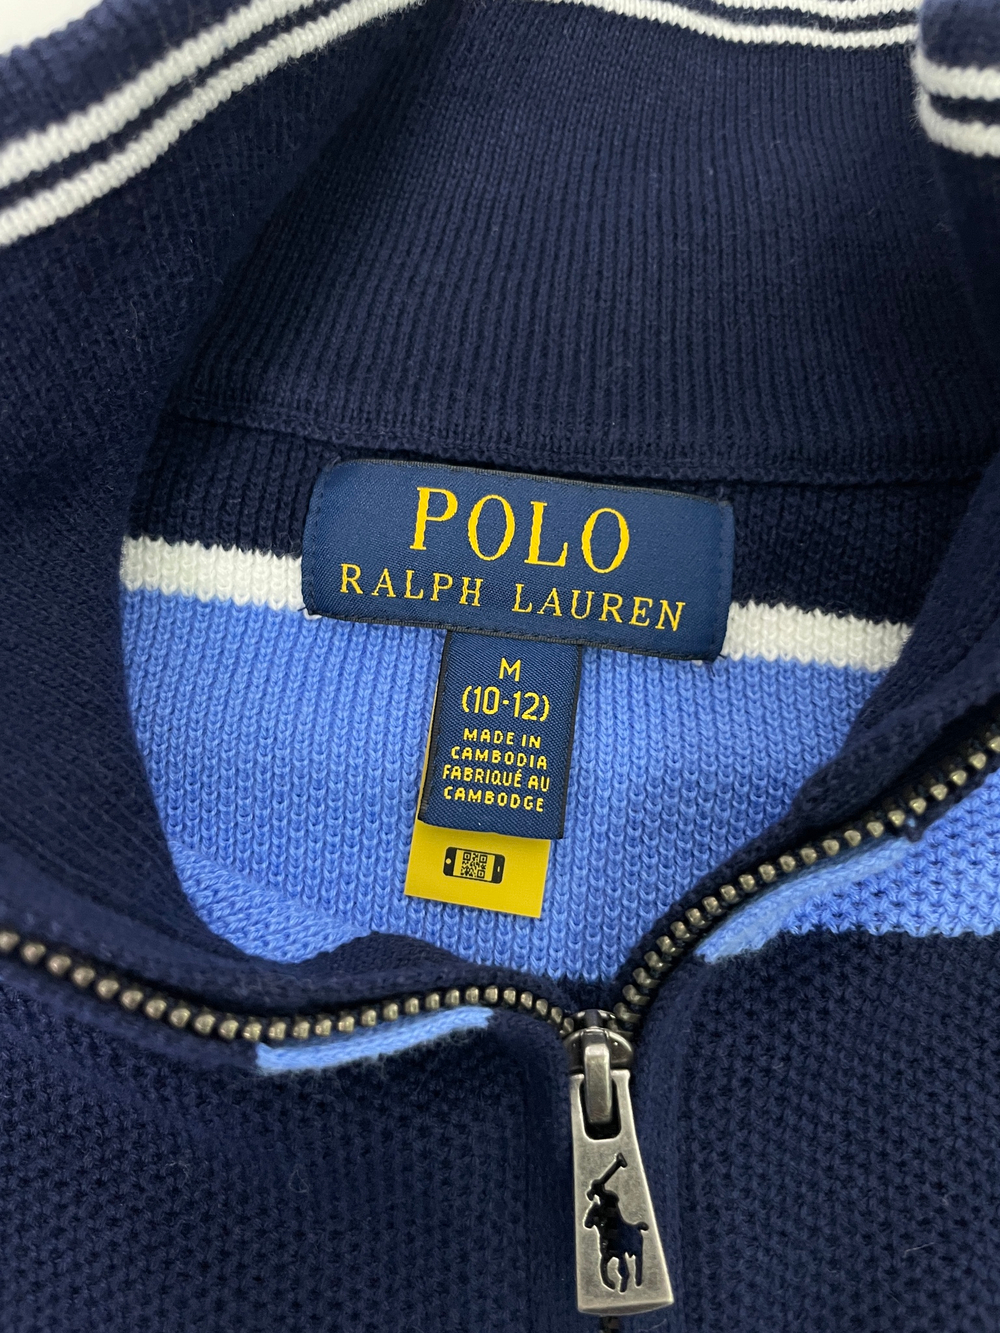 POLO
RALPH LAUREN
M
(10-12)
MADE IN
CAMBODIA
FABRIQUÉ AU
CAMBODGE